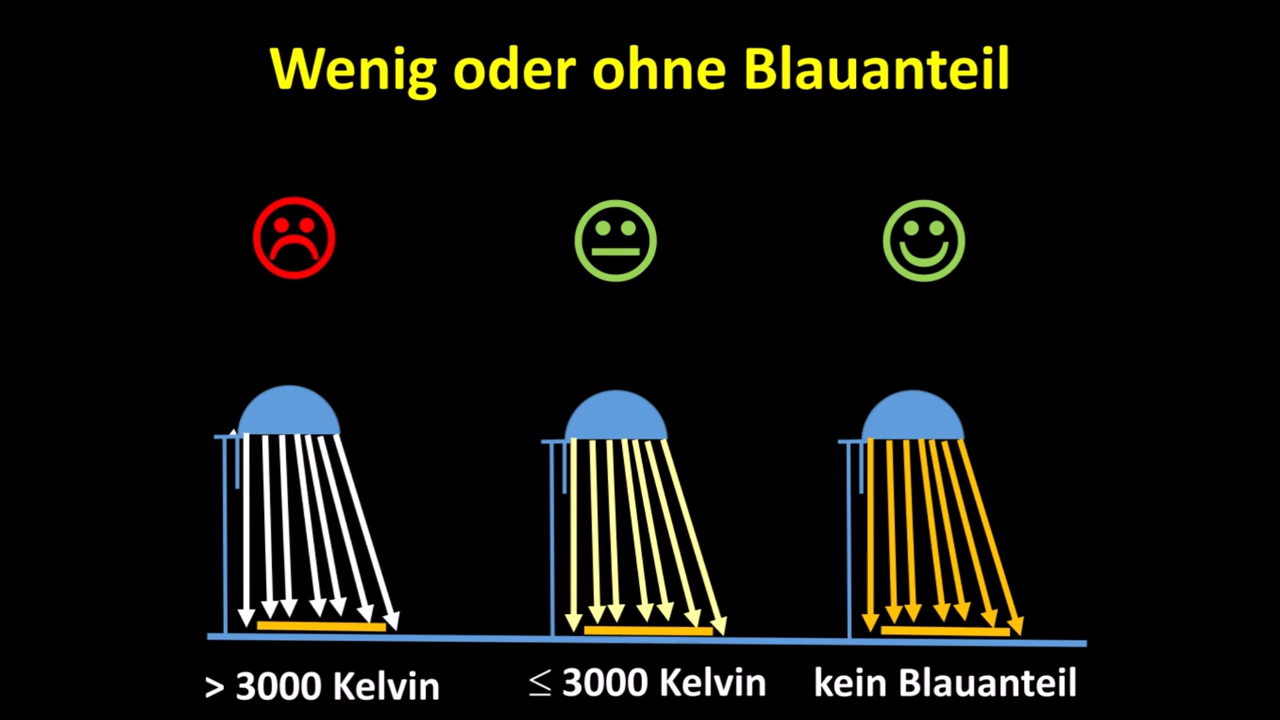 Wenig oder ohne Blauanteil
> 3000 Kelvin
≤ 3000 Kelvin
kein Blauanteil